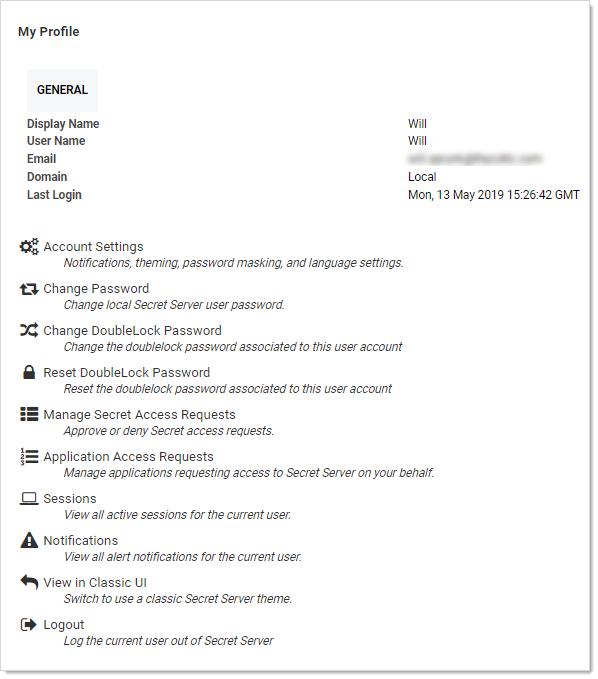 My Profile
GENERAL
Display Name Will
User Name Will
Email
Domain Local
Last Login Mon, 13 May 2019 15:26:42 GMT
Account Settings
Notifications, theming, password masking, and language settings.
Change Password
Change local Secret Server user password.
Change DoubleLock Password
Change the doublelock password associated to this user account
Reset DoubleLock Password
Reset the doublelock password associated to this user account
Manage Secret Access Requests
Approve or deny Secret access requests.
Application Access Requests
Manage applications requesting access to Secret Server on your behalf.
Sessions
View all active sessions for the current user.
Notifications
View all alert notifications for the current user.
View in Classic UI
Switch to use a classic Secret Server theme.
Logout
Log the current user out of Secret Server